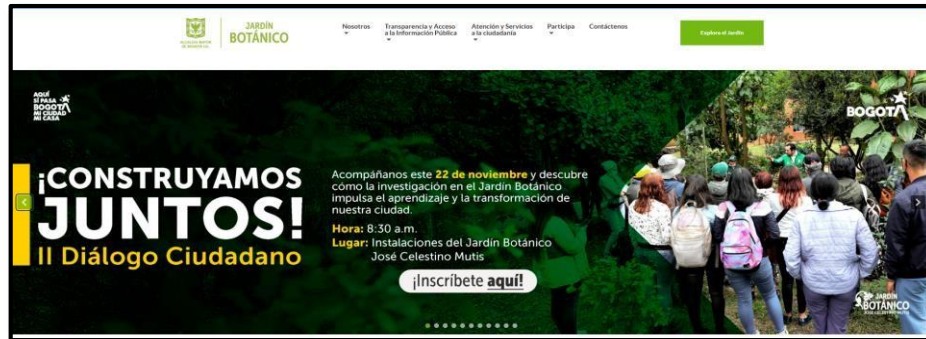 JARDÍN
BOTÁNICO
Nosotros
Transparencia y Acceso
a la Información Pública
Atención y Servicios
a la ciudadanía
Participa
Contáctenos
Explora el Jardín
AQUÍ
SÍ PASA
BOGOTÁ
MI CIUDAD
MI CASA
BOGOTÁ
¡CONSTRUYAMOS
JUNTOS!
II Diálogo Ciudadano
Acompáñanos este 22 de noviembre y descubre
cómo la investigación en el Jardín Botánico
impulsa el aprendizaje y la transformación de
nuestra ciudad.
Hora: 8:30 a.m.
Lugar: Instalaciones del Jardín Botánico
José Celestino Mutis
¡Inscríbete aquí!
JARDÍN
BOTÁNICO